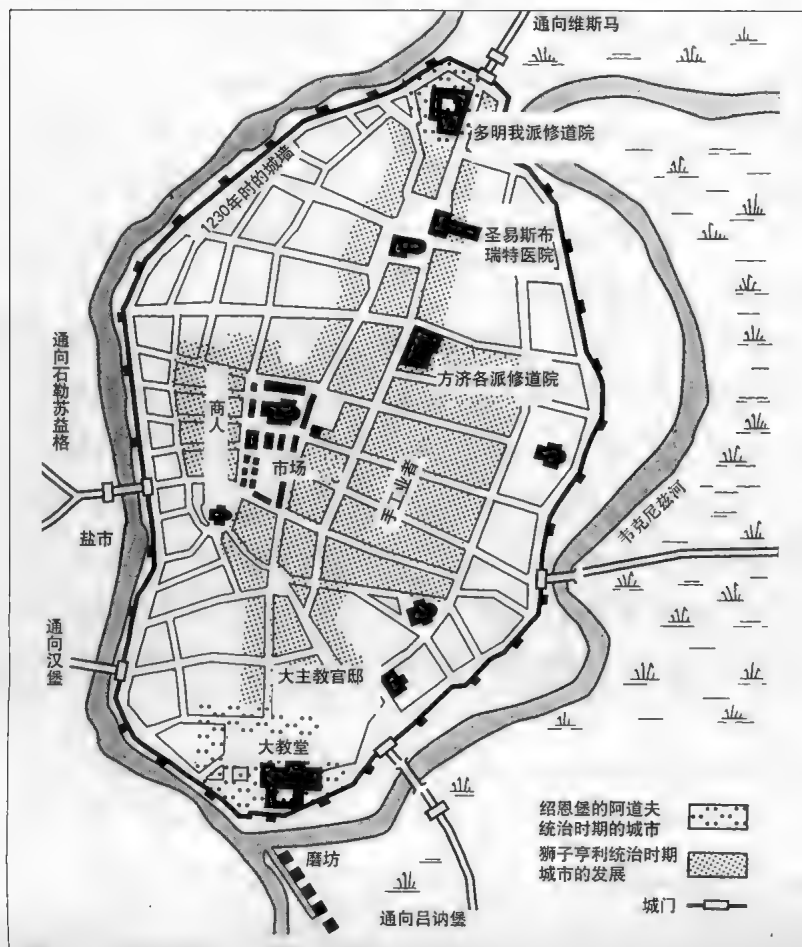 通向维斯马
多明我派修道院
1230年时的城墙
圣易斯布
瑞特医院
通向石勒苏益格
方济各派修道院
商人
市场
手工业者
韦克尼兹河
盐市
通向汉堡
大主教官邸
大教堂
绍恩堡的阿道夫
统治时期的城市
狮子亨利统治时期
城市的发展
城门
磨坊
通向吕讷堡